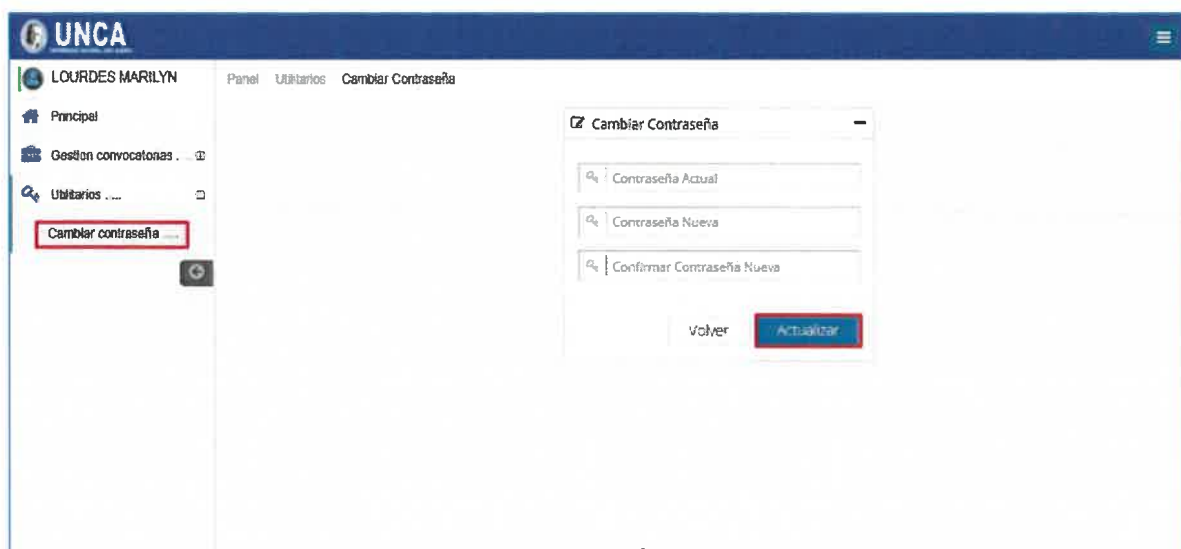 UNCA
LOURDES MARILYN
Panel Utilitarios Cambiar Contraseña
Principal
Gestion convocatorias .
Utilitarios .....
Cambiar contraseña .....
Cambiar Contraseña
Contraseña Actual
Contraseña Nueva
Confirmar Contraseña Nueva
Volver Actualizar